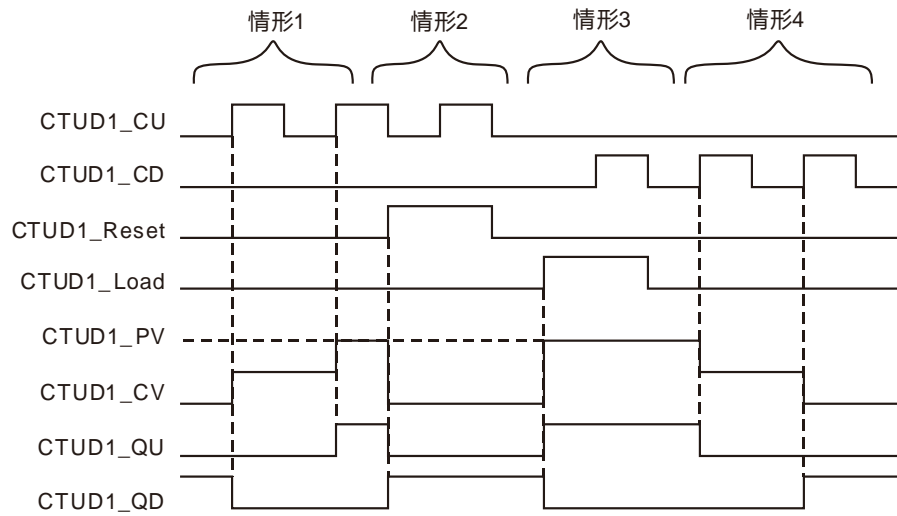 情形1 情形2 情形3 情形4
CTUD1_CU
CTUD1_CD
CTUD1_Reset
CTUD1_Load
CTUD1_PV
CTUD1_CV
CTUD1_QU
CTUD1_QD